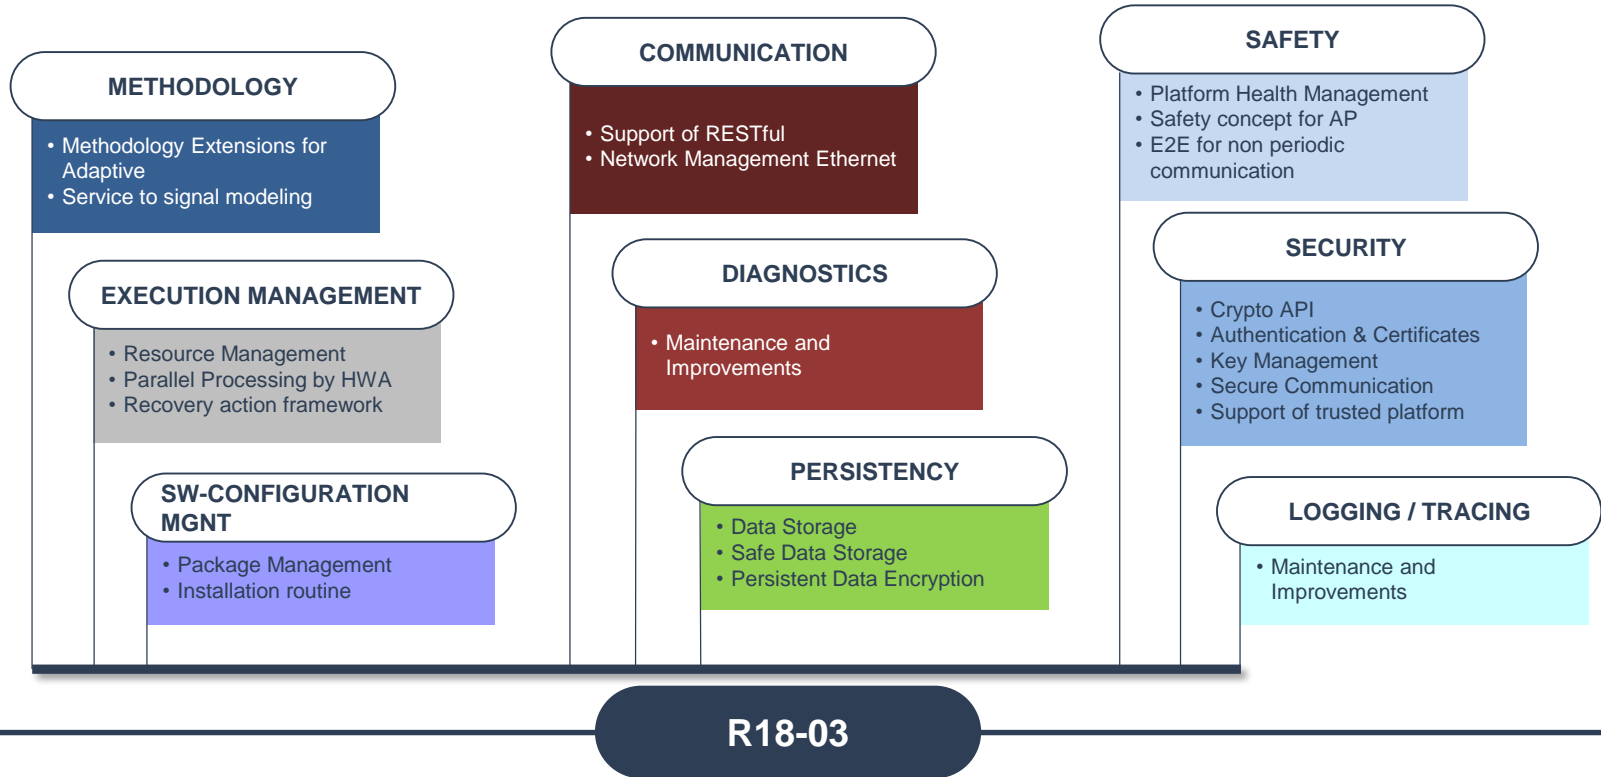 METHODOLOGY
• Methodology Extensions for
Adaptive
• Service to signal modeling
EXECUTION MANAGEMENT
• Resource Management
• Parallel Processing by HWA
• Recovery action framework
SW-CONFIGURATION
MGNT
• Package Management
• Installation routine
COMMUNICATION
• Support of RESTful
• Network Management Ethernet
DIAGNOSTICS
• Maintenance and
Improvements
PERSISTENCY
• Data Storage
• Safe Data Storage
• Persistent Data Encryption
SAFETY
• Platform Health Management
• Safety concept for AP
• E2E for non periodic
communication
SECURITY
• Crypto API
• Authentication & Certificates
• Key Management
• Secure Communication
• Support of trusted platform
LOGGING / TRACING
• Maintenance and
Improvements
R18-03